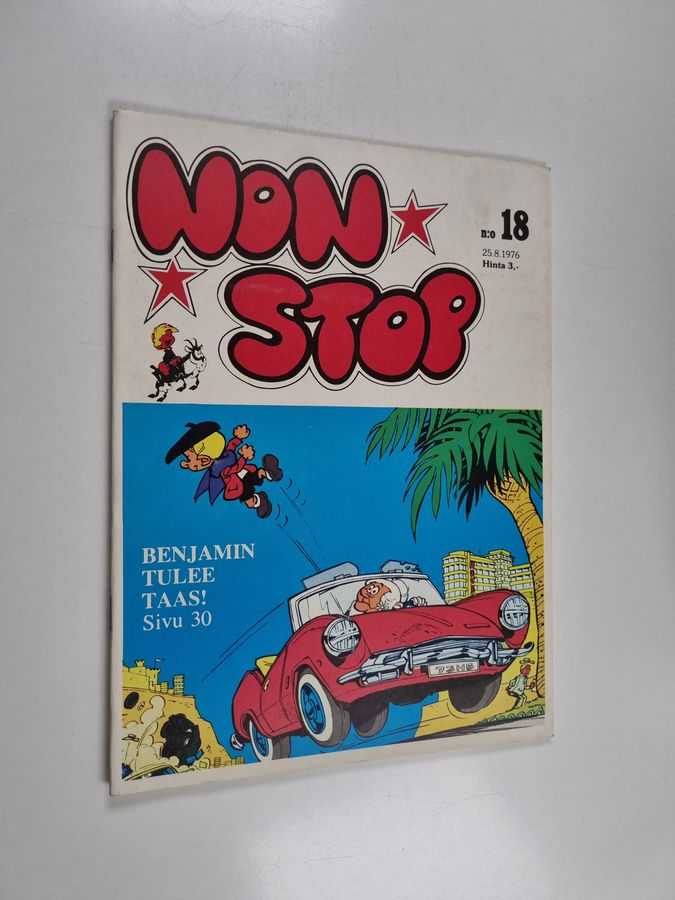 NON
STOP
n:o 18
25.8.1976
Hinta 3,-
BENJAMIN
TULEE
TAAS!
Sivu 30